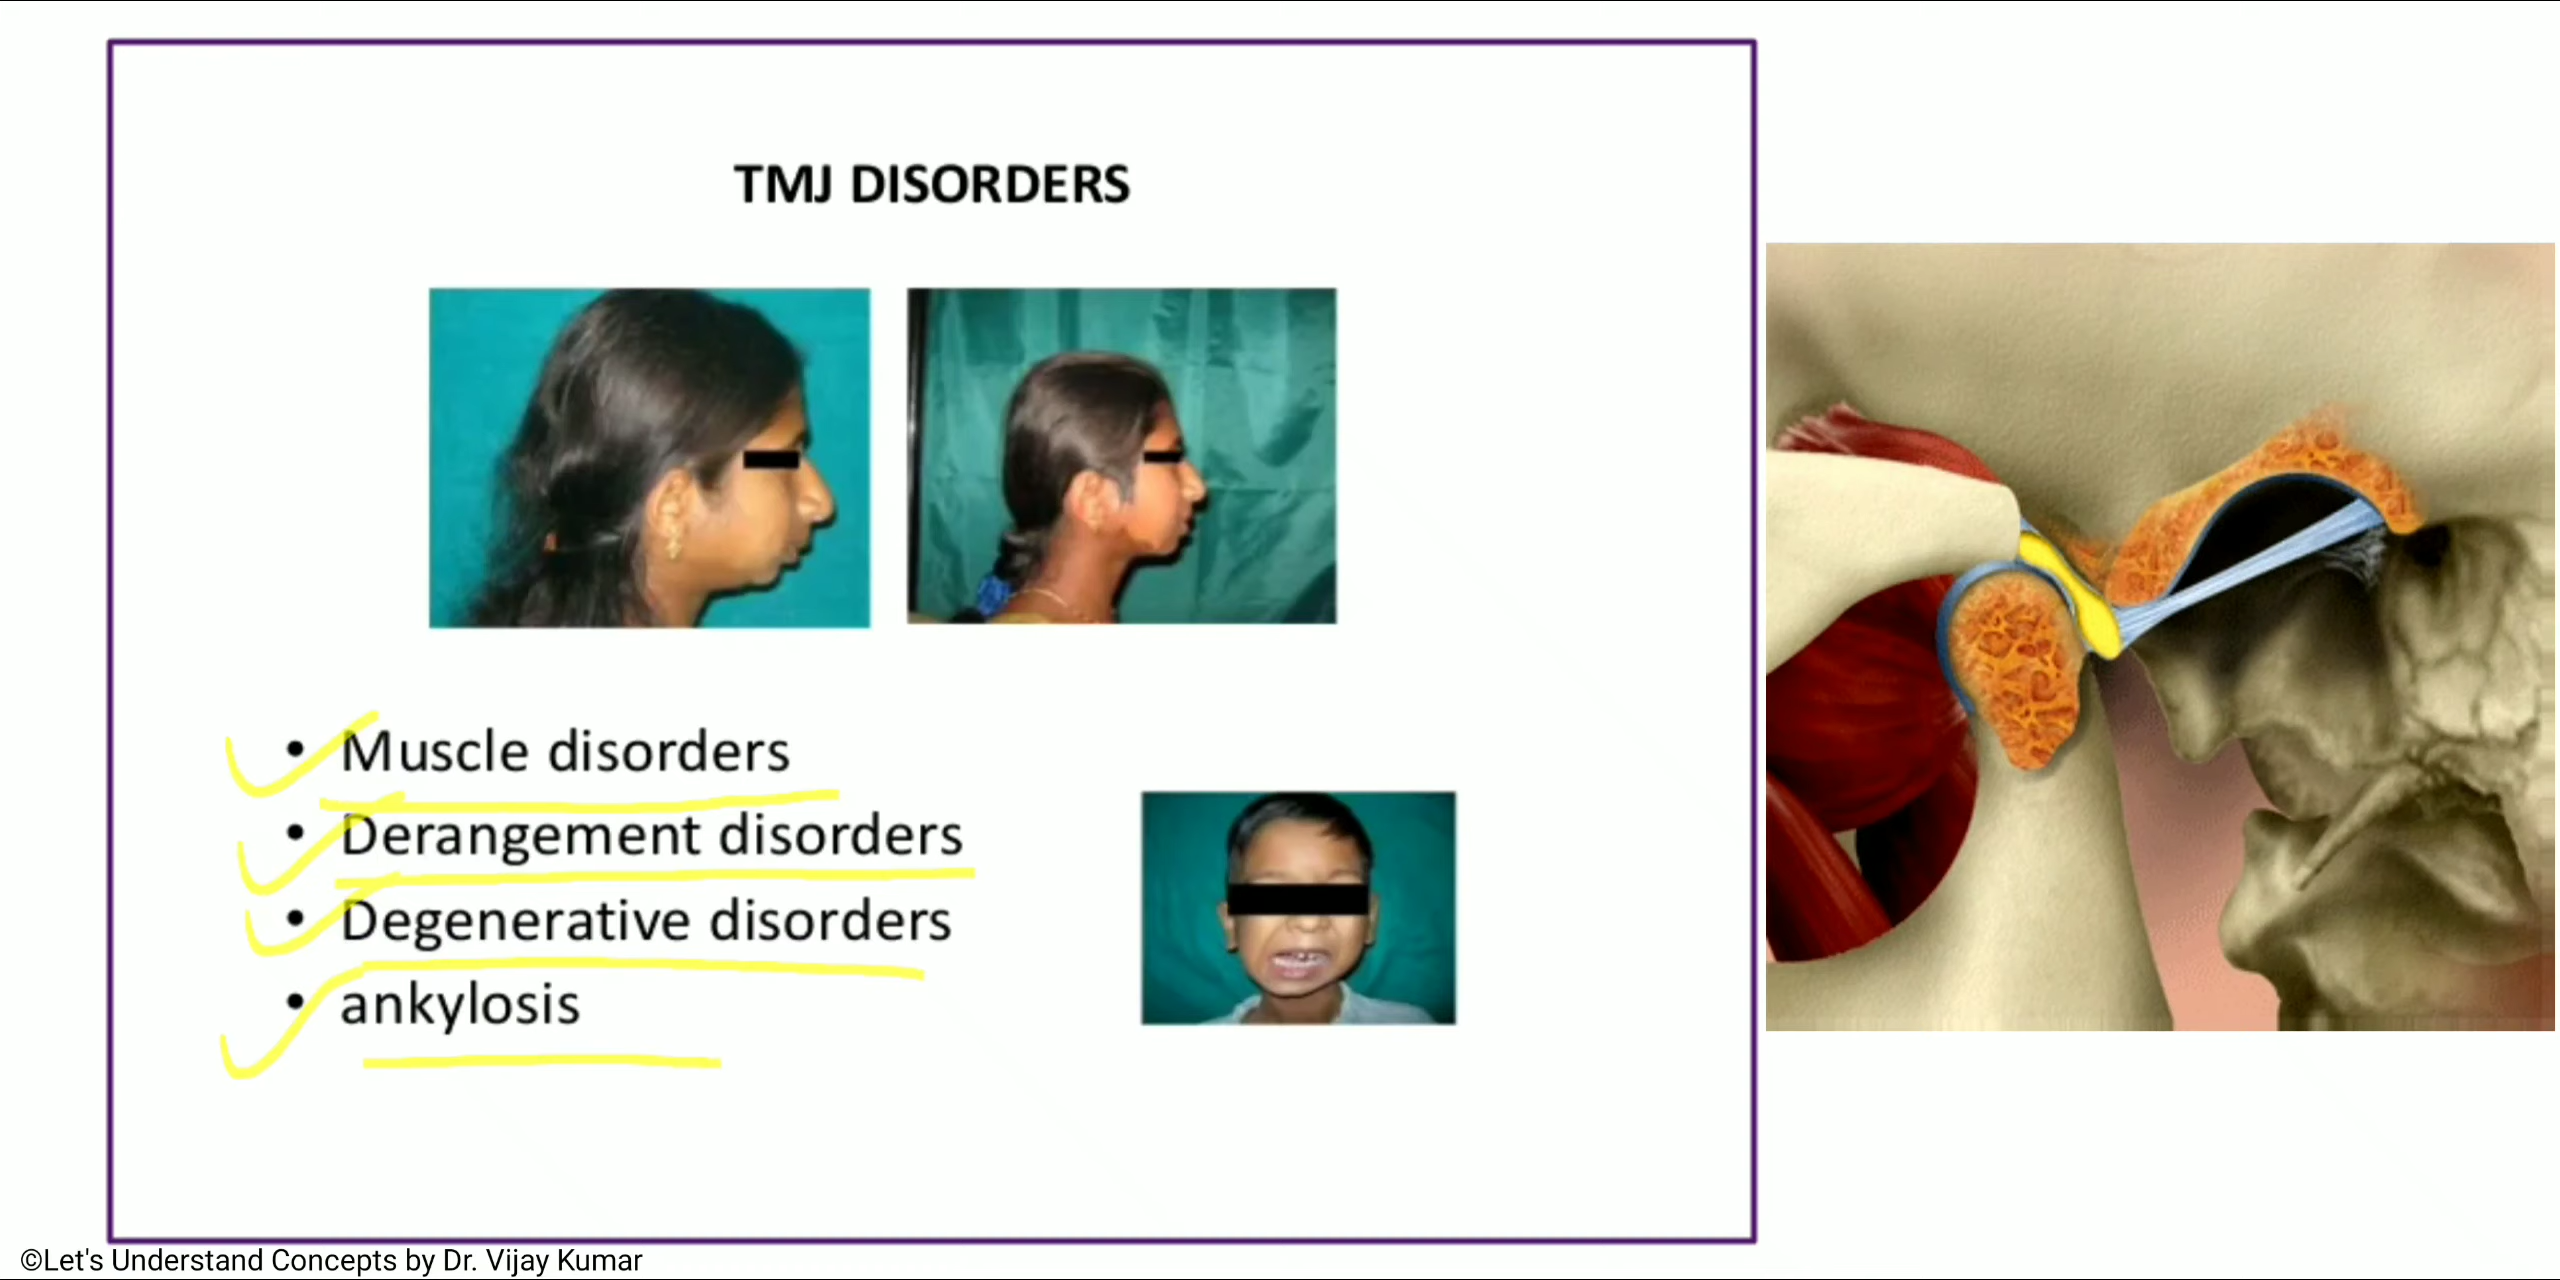 TMJ DISORDERS
• Muscle disorders
• Derangement disorders
• Degenerative disorders
• ankylosis
©Let's Understand Concepts by Dr. Vijay Kumar